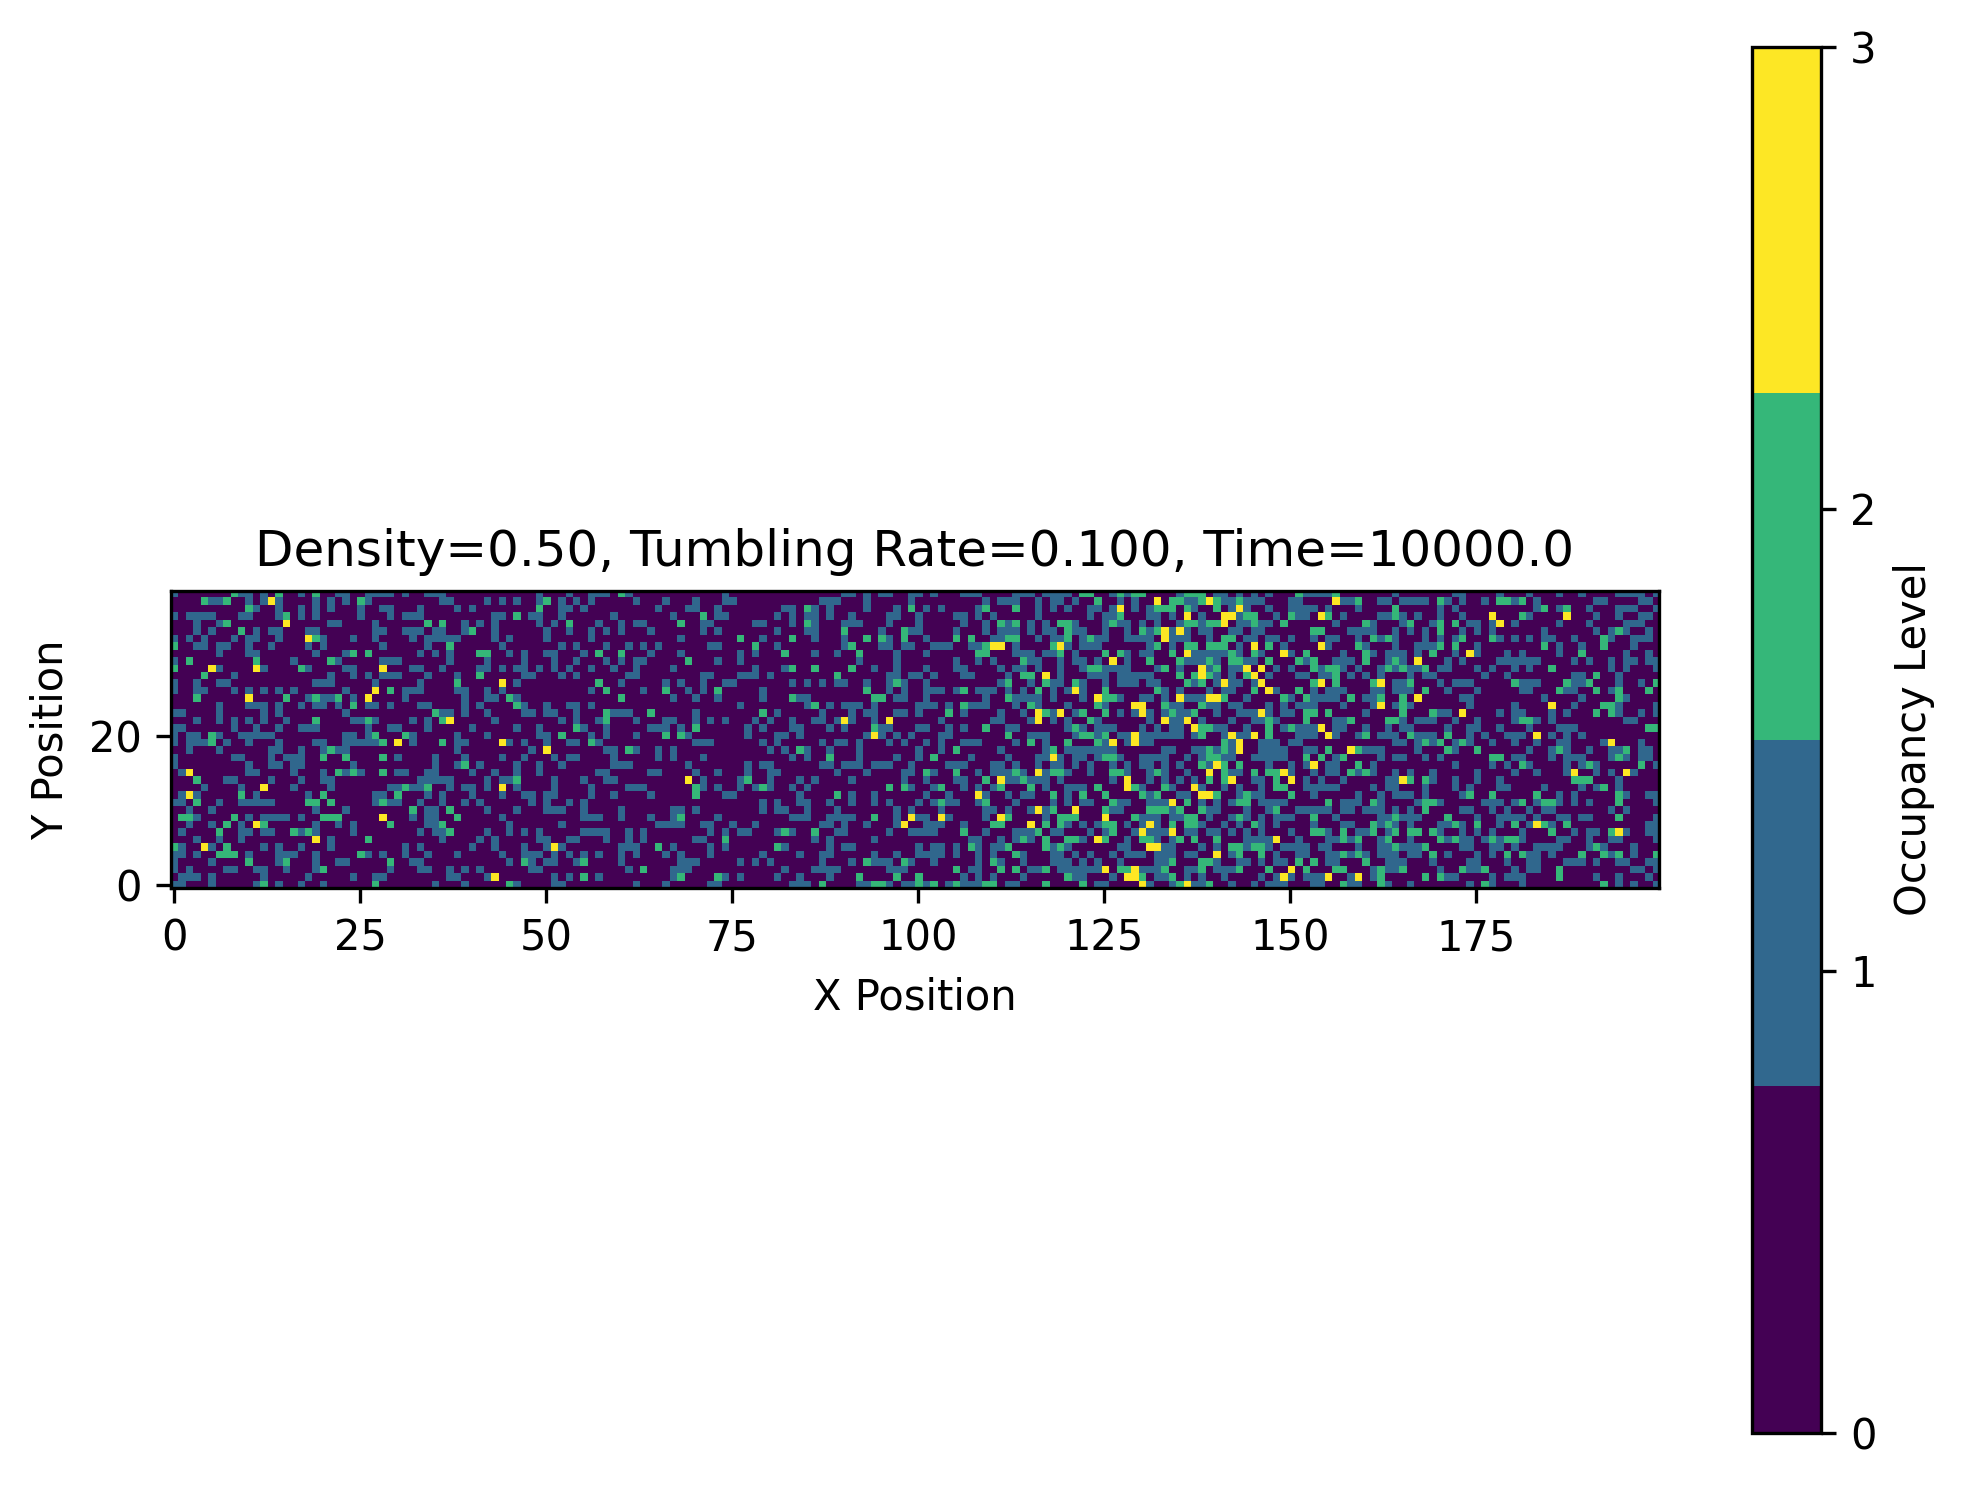 Density=0.50, Tumbling Rate=0.100, Time=10000.0
Y Position
20
0
0 25 50 75 100 125 150 175
X Position
3
2
1
0
Occupancy Level